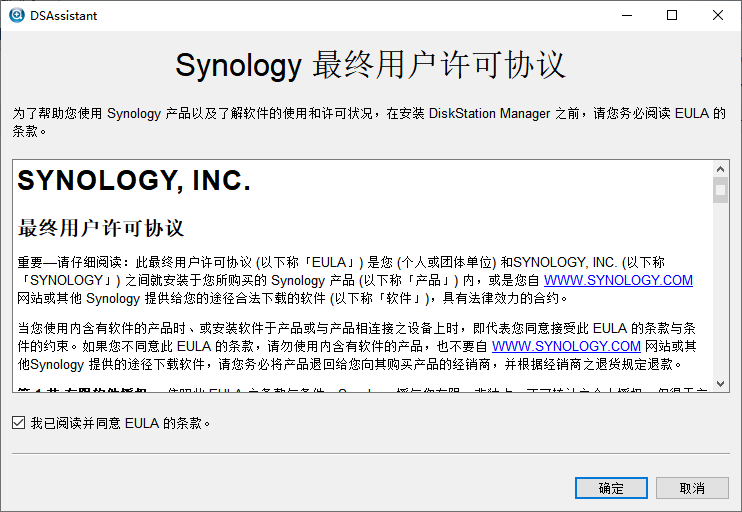 DSAssistant
Synology 最终用户许可协议
为了帮助您使用 Synology 产品以及了解软件的使用和许可状况，在安装 DiskStation Manager 之前，请您务必阅读 EULA 的
条款。
SYNOLOGY, INC.
最终用户许可协议
重要—请仔细阅读：此最终用户许可协议 (以下称「EULA」) 是您 (个人或团体单位) 和SYNOLOGY, INC. (以下称
「SYNOLOGY」) 之间就安装于您所购买的 Synology 产品 (以下称「产品」) 内，或是您自 WWW.SYNOLOGY.COM
网站或其他 Synology 提供给您的途径合法下载的软件 (以下称「软件」)，具有法律效力的合约。
当您使用内含有软件的产品时、或安装软件于产品或与产品相连接之设备上时，即代表您同意接受此 EULA 的条款与条
件的约束。如果您不同意此 EULA 的条款，请勿使用内含有软件的产品，也不要自 WWW.SYNOLOGY.COM 网站或其
他Synology 提供的途径下载软件，请您务必将产品退回给您向其购买产品的经销商，并根据经销商之退货规定退款。
我已阅读并同意 EULA 的条款。
确定
取消